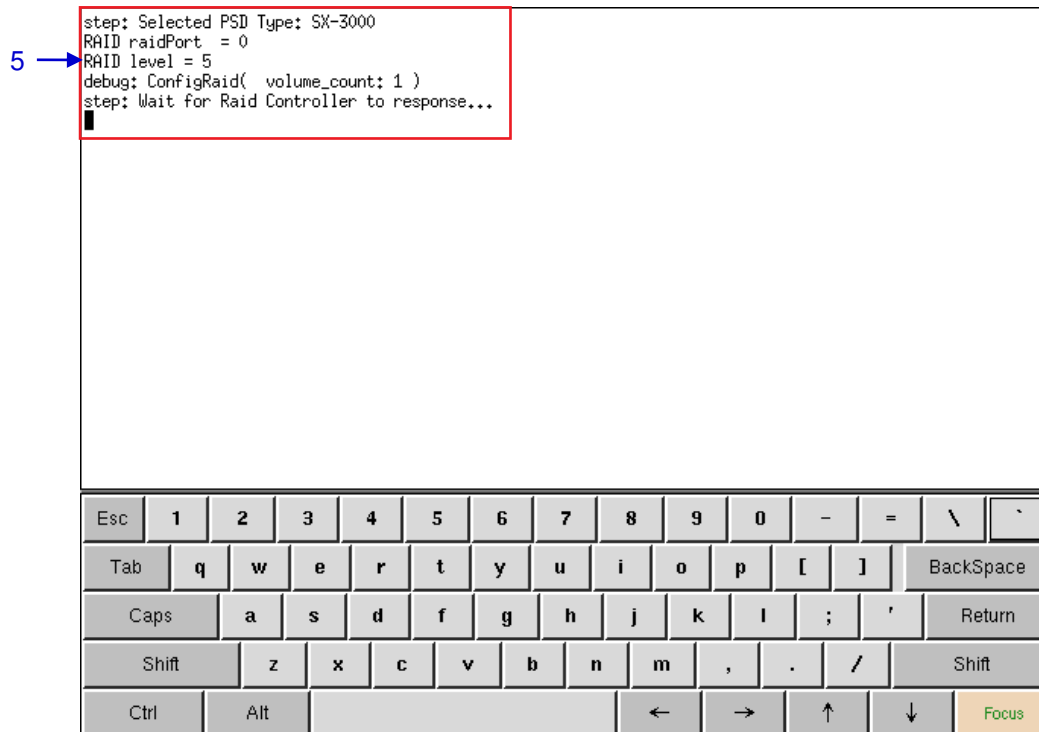 step: Selected PSD Type: SX-3000
RAID raidPort = 0
5
RAID level = 5
debug: ConfigRaid( volume_count: 1 )
step: Wait for Raid Controller to response...
Esc 1 2 3 4 5 6 7 8 9 0 - = \ `
Tab q w e r t y u i o p [ ] BackSpace
Caps a s d f g h j k l ; ' Return
Shift z x c v b n m , . / Shift
Ctrl Alt ← → ↑ ↓ Focus